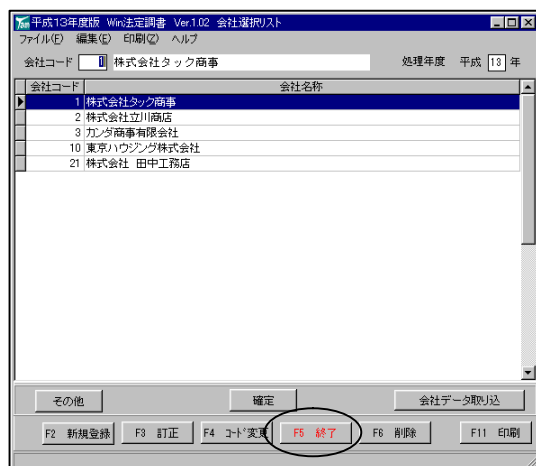 平成13年度版 Win法定調書 Ver.1.02 会社選択リスト
ファイル(F) 編集(E) 印刷(Z) ヘルプ
会社コード 1 株式会社タック商事 処理年度 平成 13 年
会社コード 会社名称
1 株式会社タック商事
2 株式会社立川商店
3 カンダ商事有限会社
10 東京ハウジング株式会社
21 株式会社 田中工務店
その他 確定 会社データ取り込
F2 新規登録 F3 訂正 F4 コード変更 F5 終了 F6 削除 F11 印刷